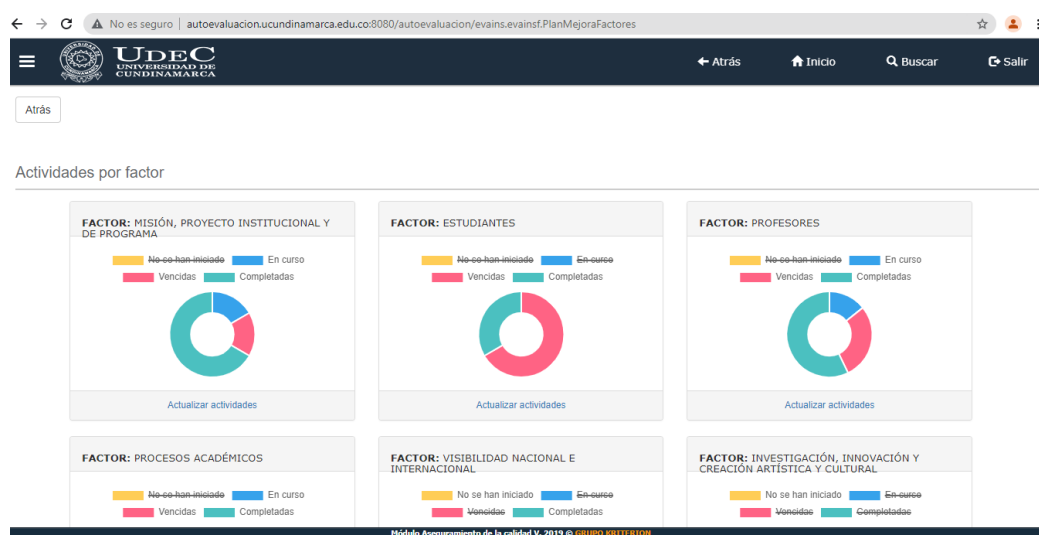 No es seguro | autoevaluacion.ucundinamarca.edu.co:8080/autoevaluacion/evains.evainsf.PlanMejoraFactores
UDEC
UNIVERSIDAD DE
CUNDINAMARCA
Atrás Inicio Buscar Salir
Atrás
Actividades por factor
FACTOR: MISIÓN, PROYECTO INSTITUCIONAL Y
DE PROGRAMA
No se han iniciado En curso
Vencidas Completadas
Actualizar actividades
FACTOR: ESTUDIANTES
No se han iniciado En curso
Vencidas Completadas
Actualizar actividades
FACTOR: PROFESORES
No se han iniciado En curso
Vencidas Completadas
Actualizar actividades
FACTOR: PROCESOS ACADÉMICOS
No se han iniciado En curso
Vencidas Completadas
FACTOR: VISIBILIDAD NACIONAL E
INTERNACIONAL
No se han iniciado En curso
Vencidas Completadas
FACTOR: INVESTIGACIÓN, INNOVACIÓN Y
CREACIÓN ARTÍSTICA Y CULTURAL
No se han iniciado En curso
Vencidas Completadas
Módulo Aseguramiento de la calidad V. 2019 © GRUPO KRITERION